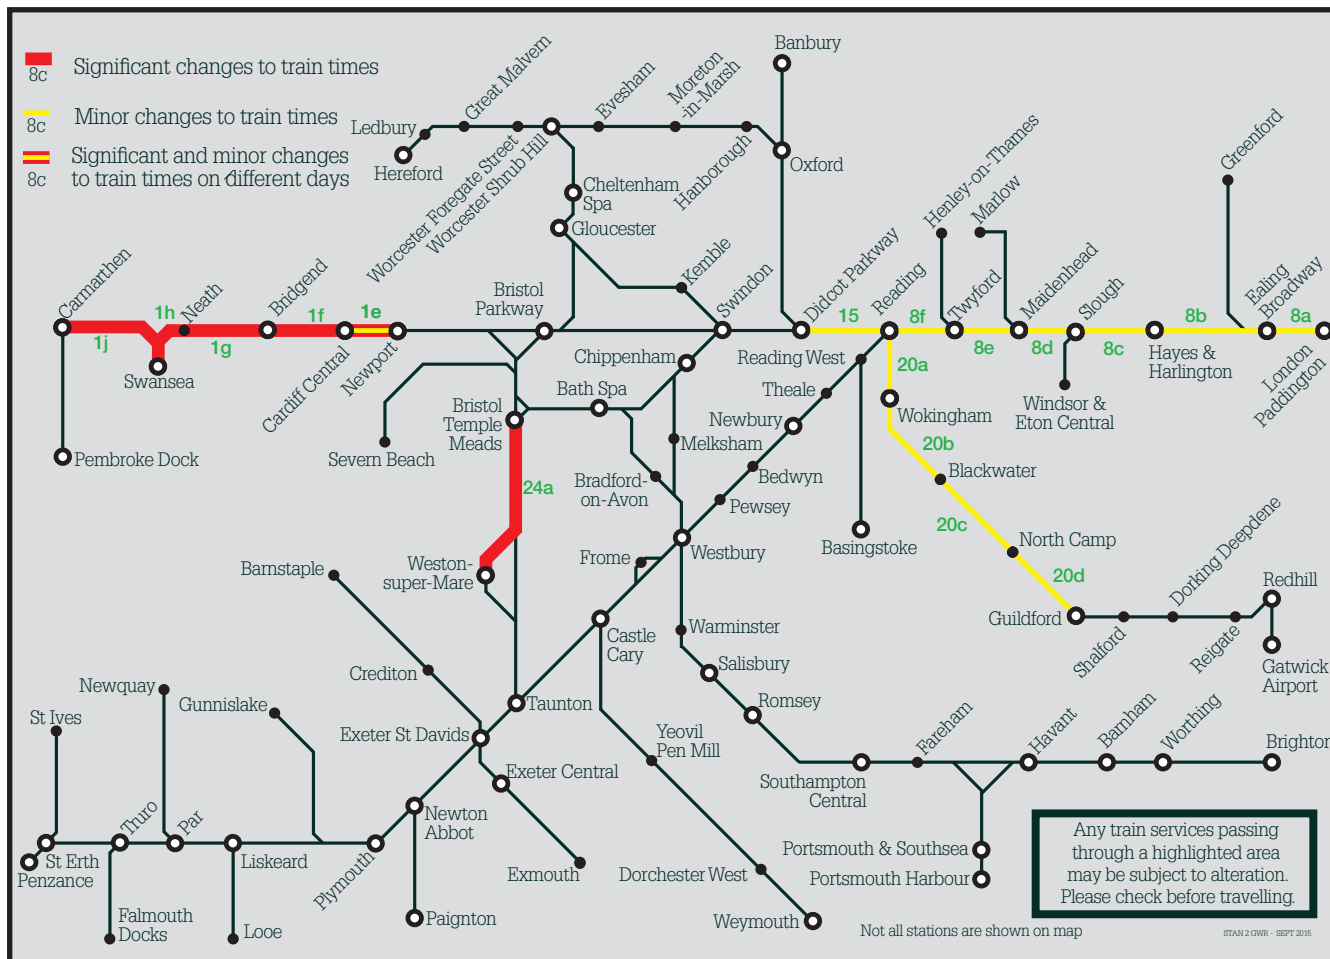 8c
Significant changes to train times
8c
Minor changes to train times
8c
Significant and minor changes
to train times on different days
Banbury
Great Malvern
Evesham
Moreton
-in-Marsh
Ledbury
Hereford
Worcester Foregate Street
Worcester Shrub Hill
Hanborough
Oxford
Cheltenham
Spa
Gloucester
Kemble
Swindon
Didcot Parkway
Reading
Henley-on-Thames
Marlow
Greenford
Twyford
Maidenhead
Slough
Ealing
Broadway
Carmarthen
1h
Neath
Bridgend
1f
1e
Bristol
Parkway
15
8f
8b
8a
1j
1g
Swansea
Cardiff Central
Newport
8e
8d
8c
Hayes &
Harlington
London
Paddington
Chippenham
Reading West
20a
Bath Spa
Theale
Windsor &
Eton Central
Bristol
Temple
Meads
Newbury
Wokingham
Pembroke Dock
Severn Beach
Melksham
20b
Bedwyn
Blackwater
24a
Bradford-
on-Avon
Pewsey
20c
Basingstoke
North Camp
Westbury
Frome
Weston-
super-Mare
Barnstaple
20d
Dorking Deepdene
Redhill
Guildford
Shalford
Reigate
Gatwick
Airport
Castle
Cary
Warminster
Salisbury
Crediton
Newquay
Gunnislake
St Ives
Taunton
Romsey
Exeter St Davids
Yeovil
Pen Mill
Fareham
Havant
Barnham
Worthing
Brighton
Exeter Central
Southampton
Central
Newton
Abbot
Truro
Par
St Erth
Penzance
Liskeard
Plymouth
Exmouth
Dorchester West
Portsmouth & Southsea
Portsmouth Harbour
Falmouth
Docks
Looe
Paignton
Weymouth
Any train services passing
through a highlighted area
may be subject to alteration.
Please check before travelling.
Not all stations are shown on map
STAN 2 GWR - SEPT 2015